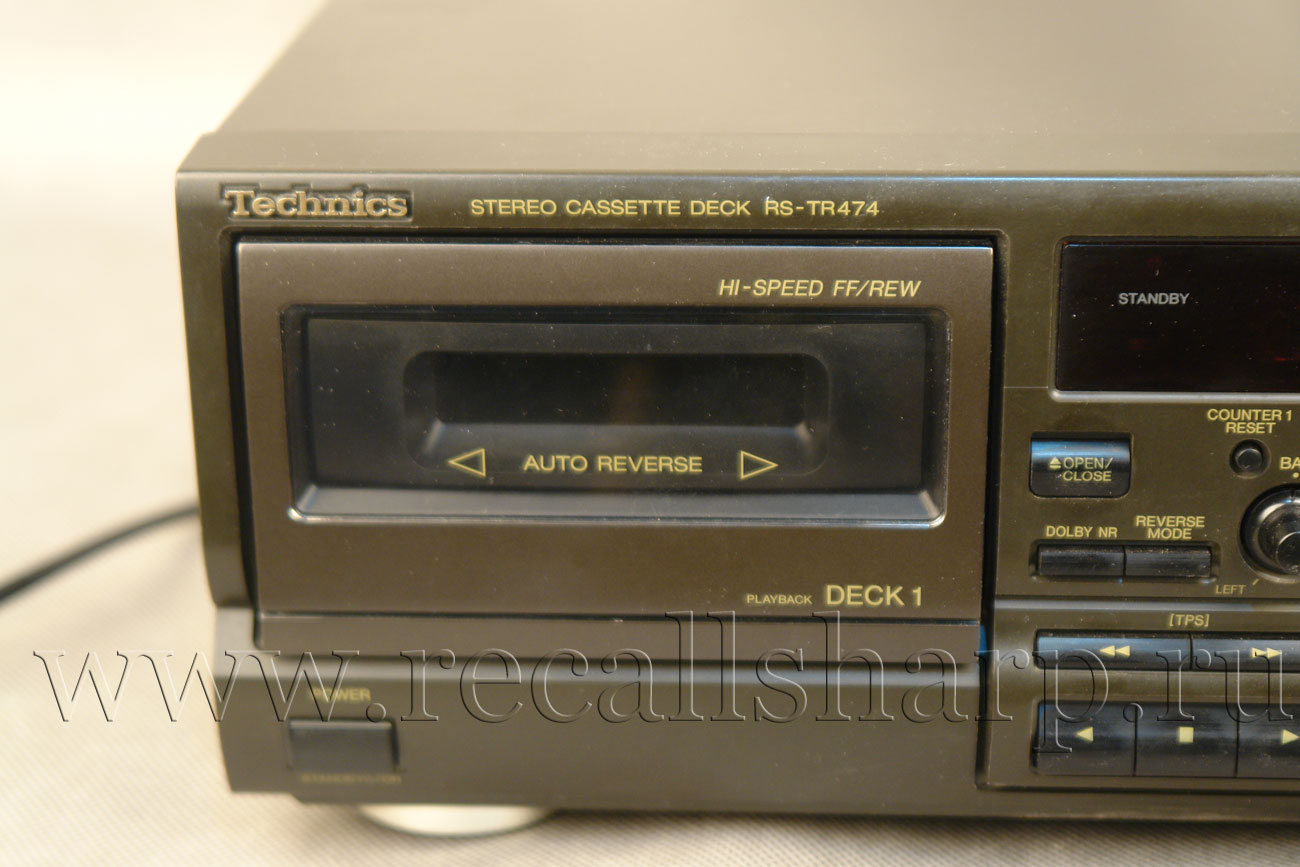 Technics
STEREO CASSETTE DECK RS-TR474
HI-SPEED FF/REW
STANDBY
COUNTER 1
RESET
OPEN/
CLOSE
BA
AUTO REVERSE
DOLBY NR
REVERSE
MODE
LEFT
PLAYBACK DECK 1
[TPS]
www.recallsharp.ru
POWER